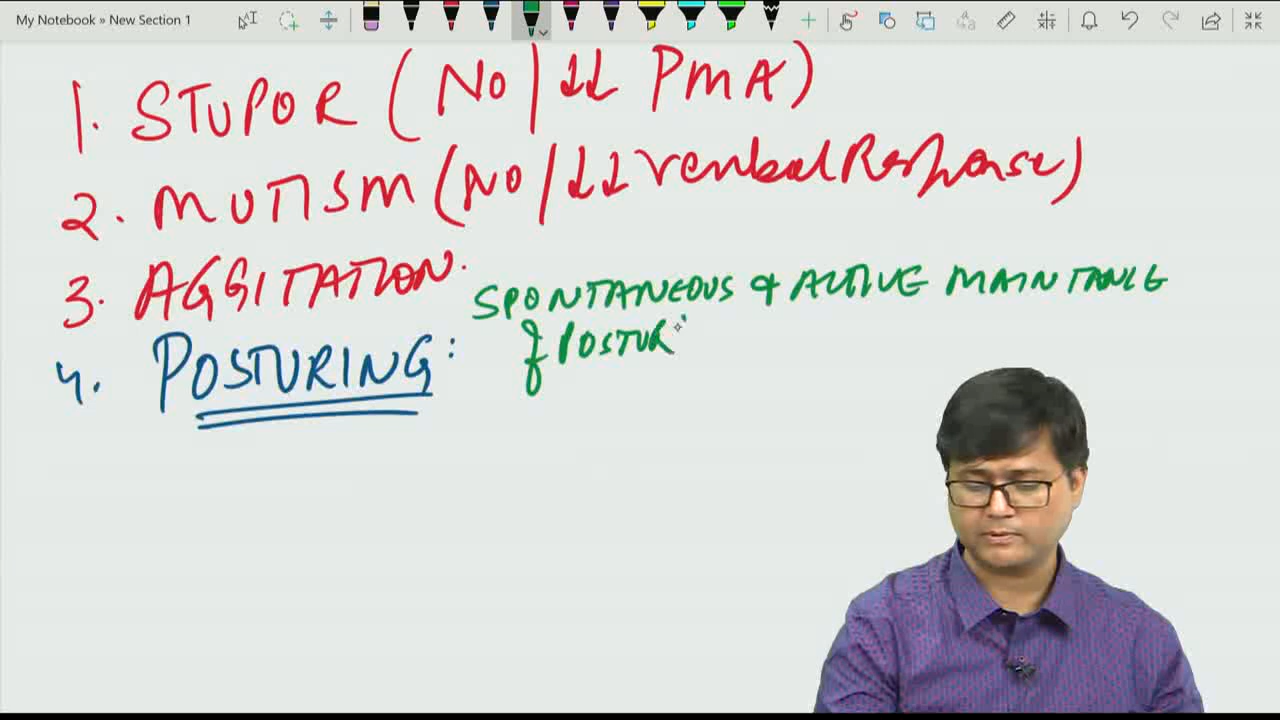 My Notebook » New Section 1
1. STUPOR (No/↓↓ PMA)
2. MUTISM (No/↓↓ verbal Response)
3. AGGITATION.
SPONTANEOUS & ACTIVE MAINTANCE
4. POSTURING:
of POSTUR